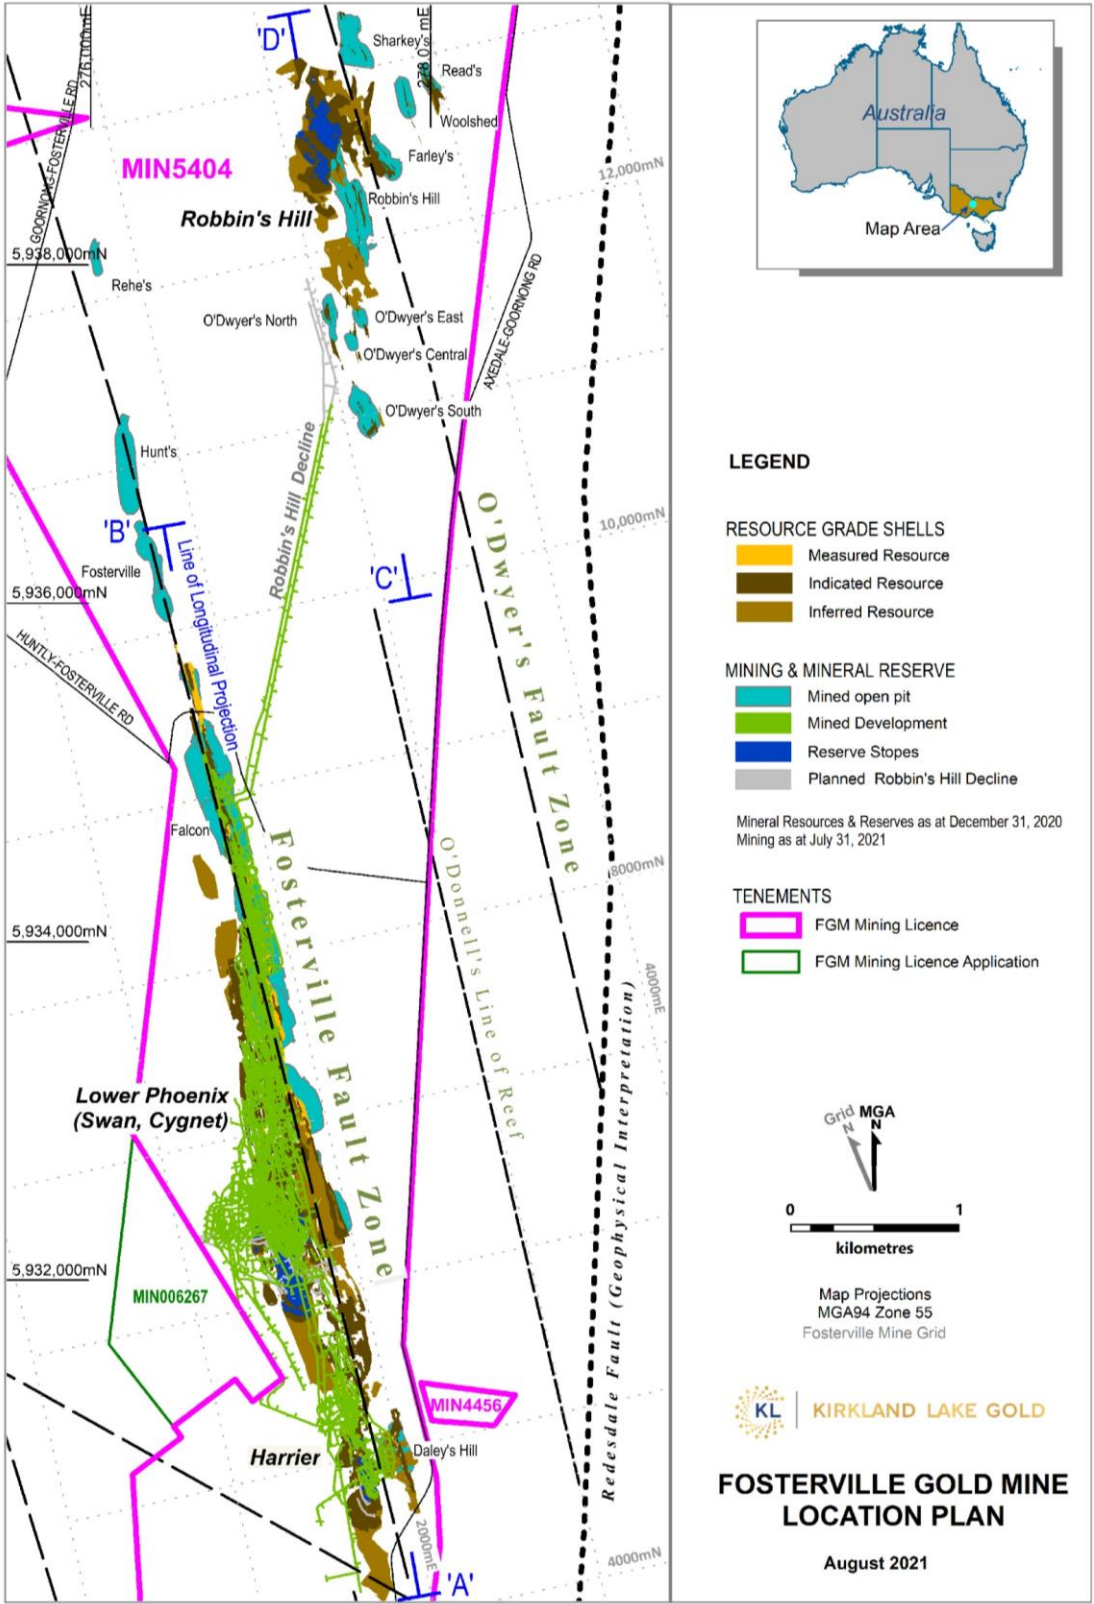 276,000mE
278,0 mE
'D'
Sharkey's
Read's
Woolshed
GOORNONG-FOSTERVILLE RD
MIN5404
Farley's
12,000mN
Robbin's Hill
Robbin's Hill
5,938,000mN
Rehe's
O'Dwyer's North
O'Dwyer's East
O'Dwyer's Central
AXEDALE-GOORNONG RD
O'Dwyer's South
Hunt's
Robbin's Hill Decline
'B'
Fosterville
Line of Longitudinal Projection
'C'
10,000mN
O'Dwyer's Fault Zone
5,936,000mN
HUNTLY-FOSTERVILLE RD
Falcon
Fosterville Fault Zone
O'Donnell's Line of Reef
8000mN
5,934,000mN
4000mE
Redesdale Fault (Geophysical Interpretation)
Lower Phoenix
(Swan, Cygnet)
5,932,000mN
MIN006267
MIN4456
Harrier
Daley's Hill
2000mE
4000mN
'A'
Australia
Map Area
LEGEND
RESOURCE GRADE SHELLS
Measured Resource
Indicated Resource
Inferred Resource
MINING & MINERAL RESERVE
Mined open pit
Mined Development
Reserve Stopes
Planned Robbin's Hill Decline
Mineral Resources & Reserves as at December 31, 2020
Mining as at July 31, 2021
TENEMENTS
FGM Mining Licence
FGM Mining Licence Application
Grid
N
MGA
N
0 1
kilometres
Map Projections
MGA94 Zone 55
Fosterville Mine Grid
KL KIRKLAND LAKE GOLD
FOSTERVILLE GOLD MINE
LOCATION PLAN
August 2021